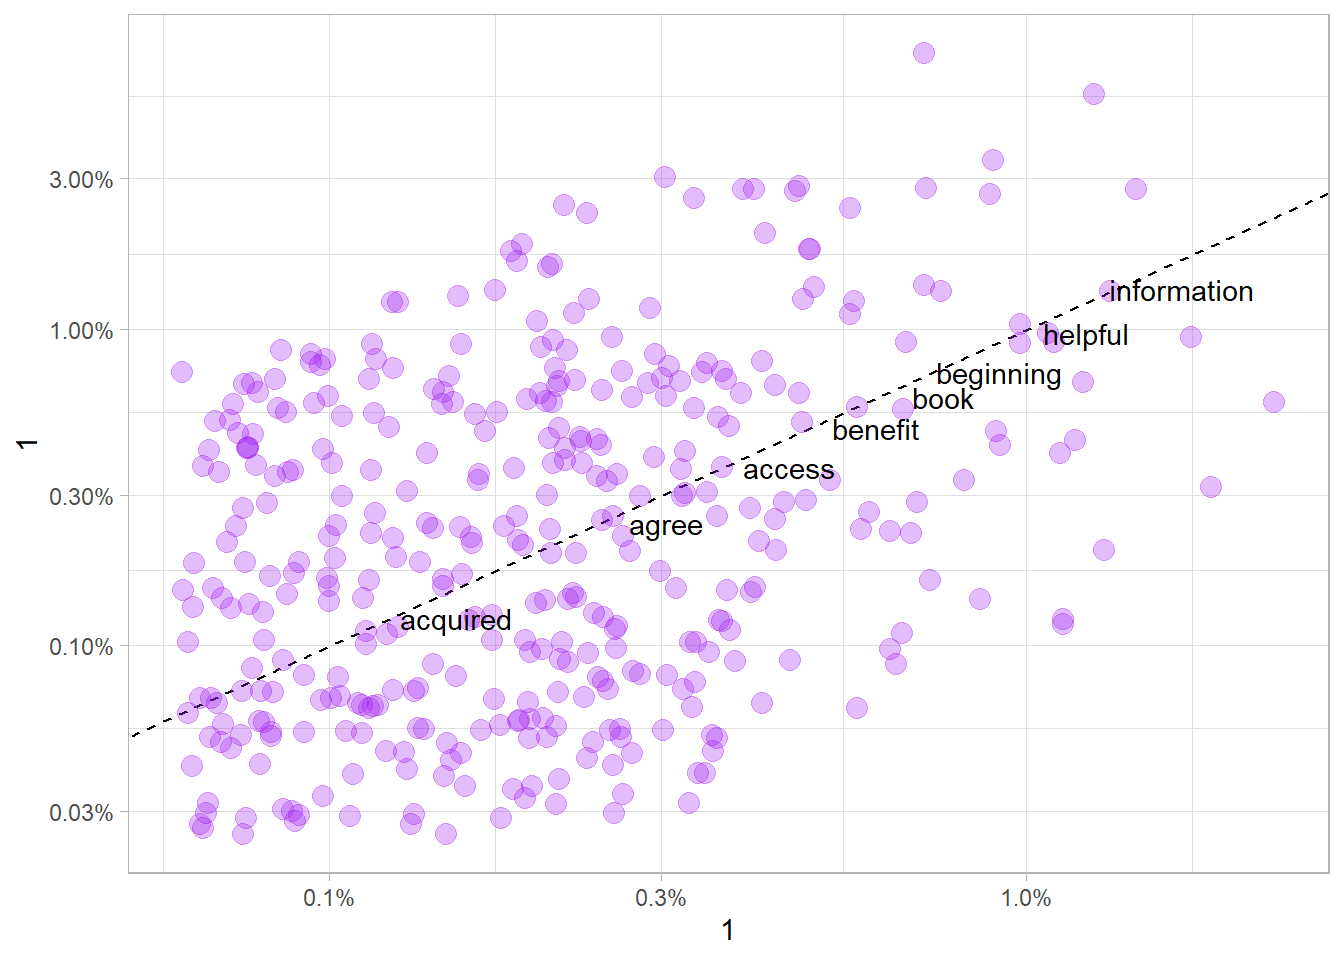 3.00%
information
1.00%
helpful
beginning
book
benefit
access
0.30%
agree
acquired
0.10%
0.03%
0.1%
0.3%
1.0%
1
1